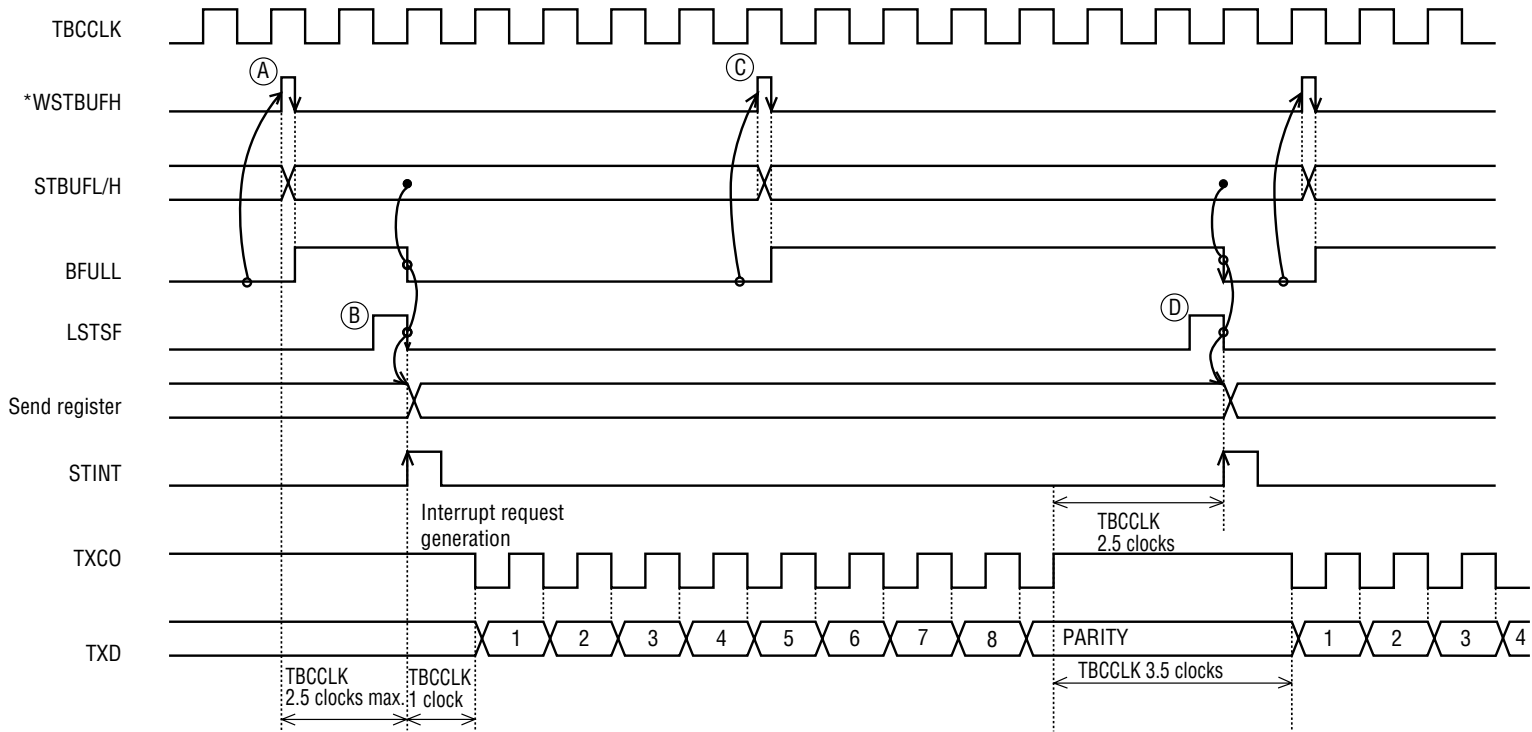 TBCCLK
Ⓐ
Ⓒ
*WSTBUFH
STBUFL/H
BFULL
Ⓑ
Ⓓ
LSTSF
Send register
STINT
Interrupt request
generation
TBCCLK
2.5 clocks
TXCO
TXD
1 2 3 4 5 6 7 8 PARITY 1 2 3 4
TBCCLK
2.5 clocks max.
TBCCLK
1 clock
TBCCLK 3.5 clocks